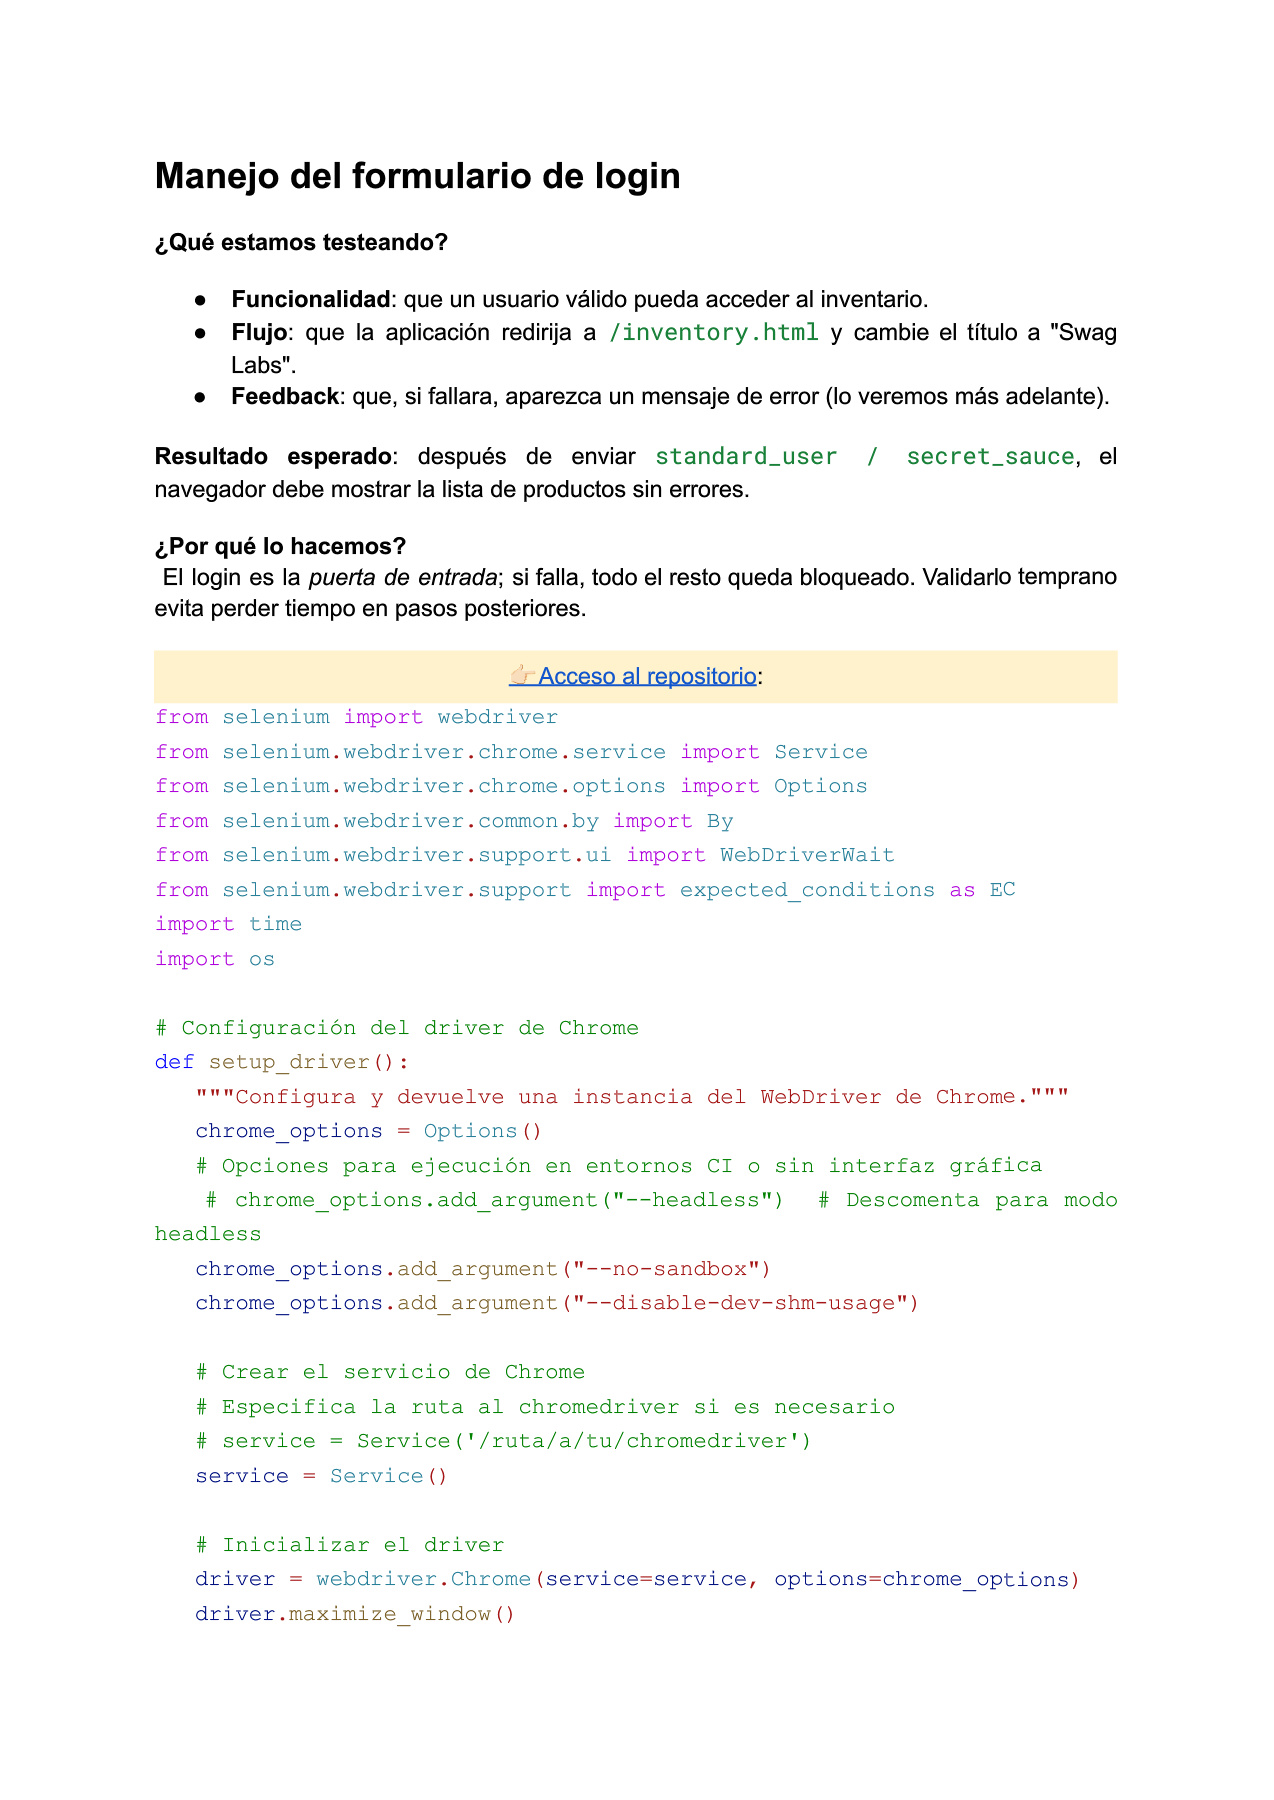 Manejo del formulario de login
¿Qué estamos testeando?
● Funcionalidad: que un usuario válido pueda acceder al inventario.
● Flujo: que la aplicación redirija a /inventory.html y cambie el título a "Swag
Labs".
● Feedback: que, si fallara, aparezca un mensaje de error (lo veremos más adelante).
Resultado esperado: después de enviar standard_user / secret_sauce, el
navegador debe mostrar la lista de productos sin errores.
¿Por qué lo hacemos?
El login es la puerta de entrada; si falla, todo el resto queda bloqueado. Validarlo temprano
evita perder tiempo en pasos posteriores.
👉🏻Acceso al repositorio:
from selenium import webdriver
from selenium.webdriver.chrome.service import Service
from selenium.webdriver.chrome.options import Options
from selenium.webdriver.common.by import By
from selenium.webdriver.support.ui import WebDriverWait
from selenium.webdriver.support import expected_conditions as EC
import time
import os
# Configuración del driver de Chrome
def setup_driver():
"""Configura y devuelve una instancia del WebDriver de Chrome."""
chrome_options = Options()
# Opciones para ejecución en entornos CI o sin interfaz gráfica
# chrome_options.add_argument("--headless") # Descomenta para modo
headless
chrome_options.add_argument("--no-sandbox")
chrome_options.add_argument("--disable-dev-shm-usage")
# Crear el servicio de Chrome
# Especifica la ruta al chromedriver si es necesario
# service = Service('/ruta/a/tu/chromedriver')
service = Service()
# Inicializar el driver
driver = webdriver.Chrome(service=service, options=chrome_options)
driver.maximize_window()